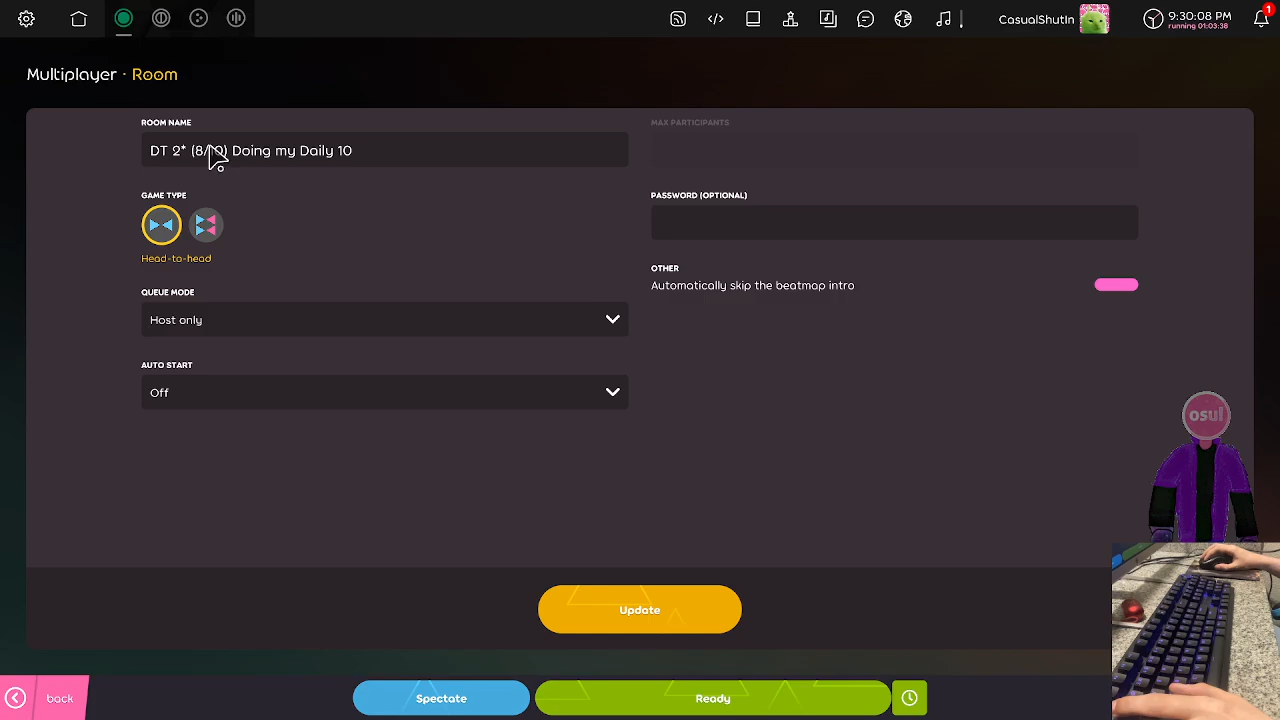 CasualShutIn
9:30:08 PM
running 01:03:38
1
Multiplayer · Room
ROOM NAME
DT 2* (8/10) Doing my Daily 10
GAME TYPE
Head-to-head
QUEUE MODE
Host only
AUTO START
Off
MAX PARTICIPANTS
PASSWORD (OPTIONAL)
OTHER
Automatically skip the beatmap intro
osu!
Update
back
Spectate
Ready